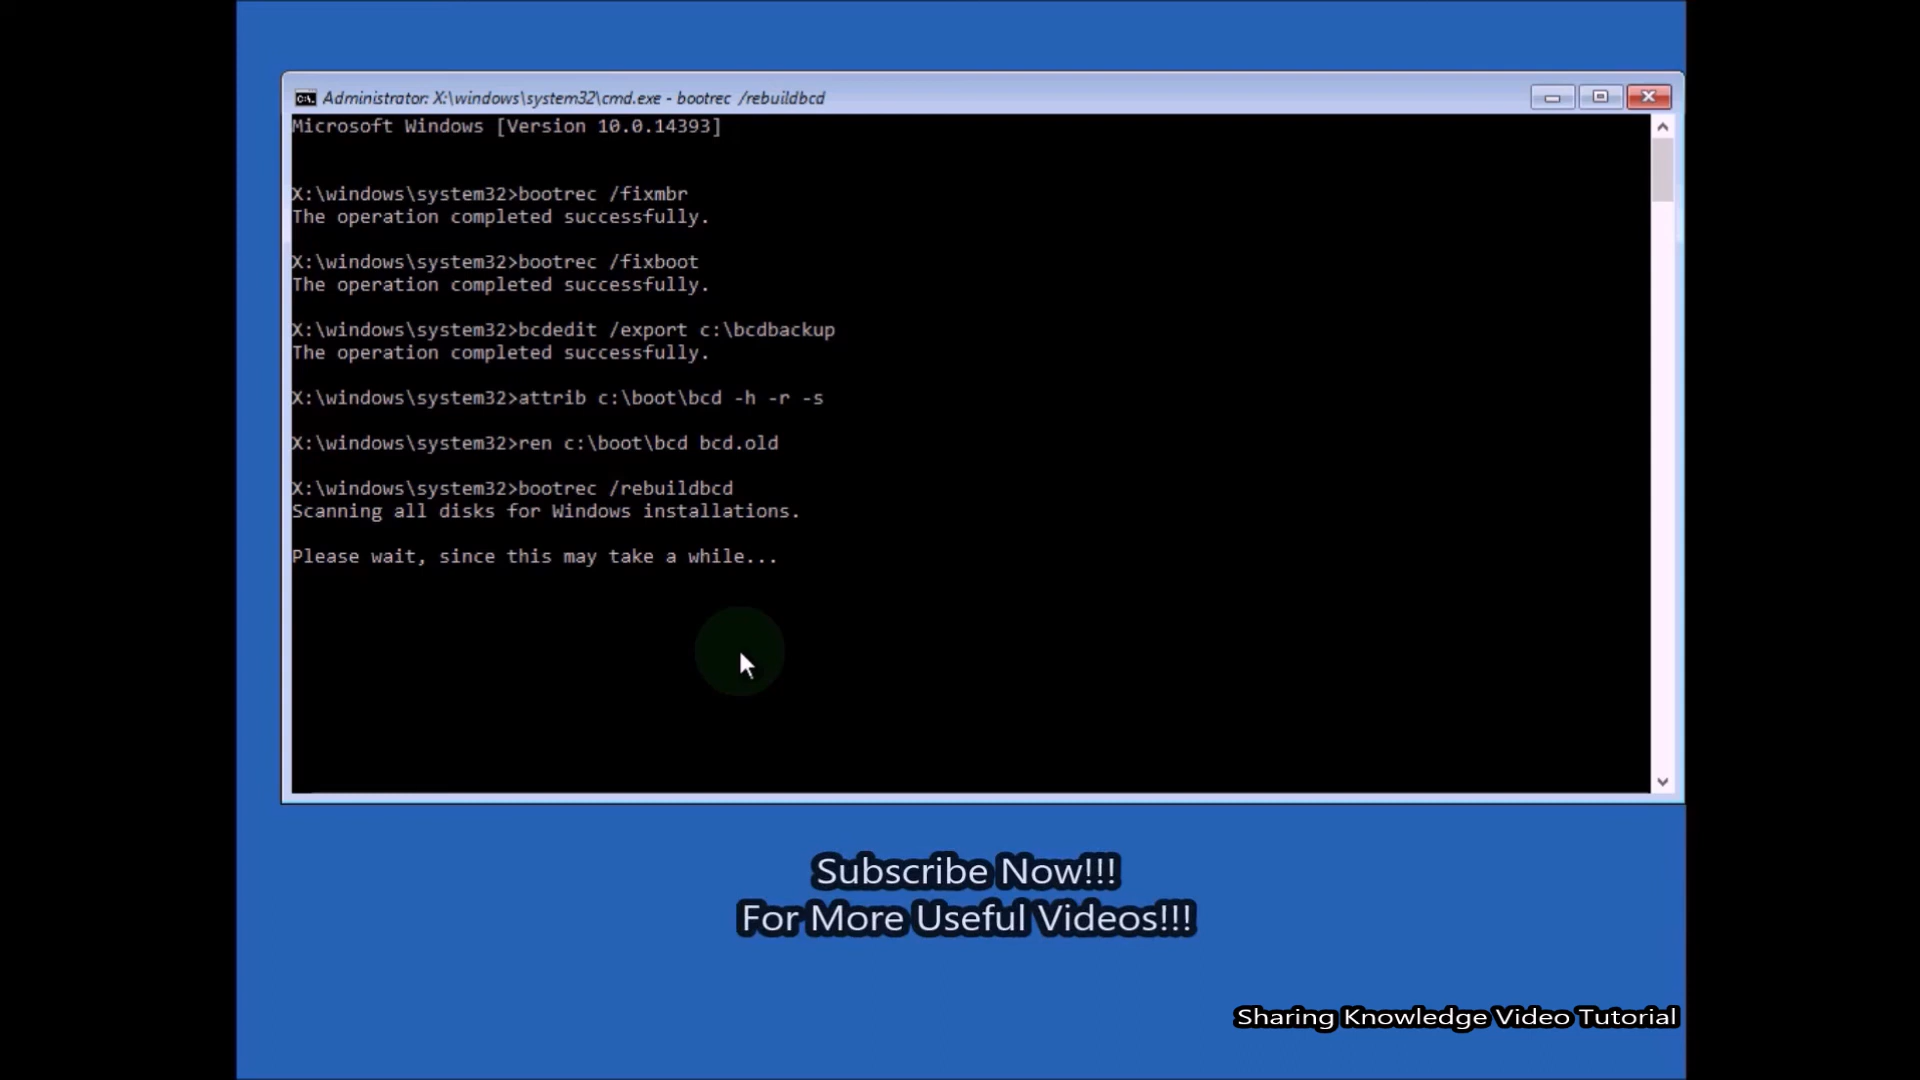 Administrator: X:\windows\system32\cmd.exe - bootrec /rebuildbcd
Microsoft Windows [Version 10.0.14393]
X:\windows\system32>bootrec /fixmbr
The operation completed successfully.
X:\windows\system32>bootrec /fixboot
The operation completed successfully.
X:\windows\system32>bcdedit /export c:\bcdbackup
The operation completed successfully.
X:\windows\system32>attrib c:\boot\bcd -h -r -s
X:\windows\system32>ren c:\boot\bcd bcd.old
X:\windows\system32>bootrec /rebuildbcd
Scanning all disks for Windows installations.
Please wait, since this may take a while...
Subscribe Now!!!
For More Useful Videos!!!
Sharing Knowledge Video Tutorial